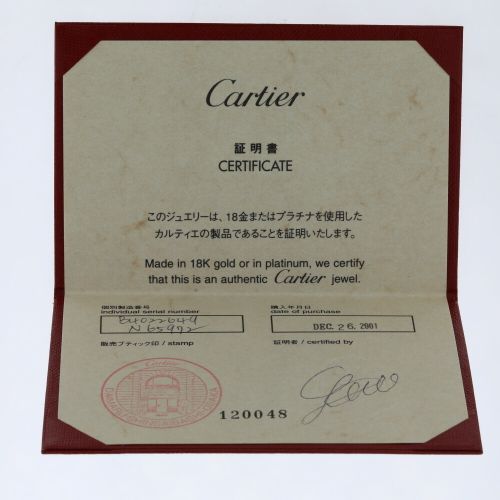 Cartier
証明書
CERTIFICATE
このジュエリーは、18金またはプラチナを使用した
カルティエの製品であることを証明いたします。
Made in 18K gold or in platinum, we certify
that this is an authentic Cartier jewel.
個別製造番号
individual serial number
B4022649
N65992
購入年月日
date of purchase
DEC. 26. 2001
販売ブティック印 / stamp
証明者 / certified by
Cartier
120048